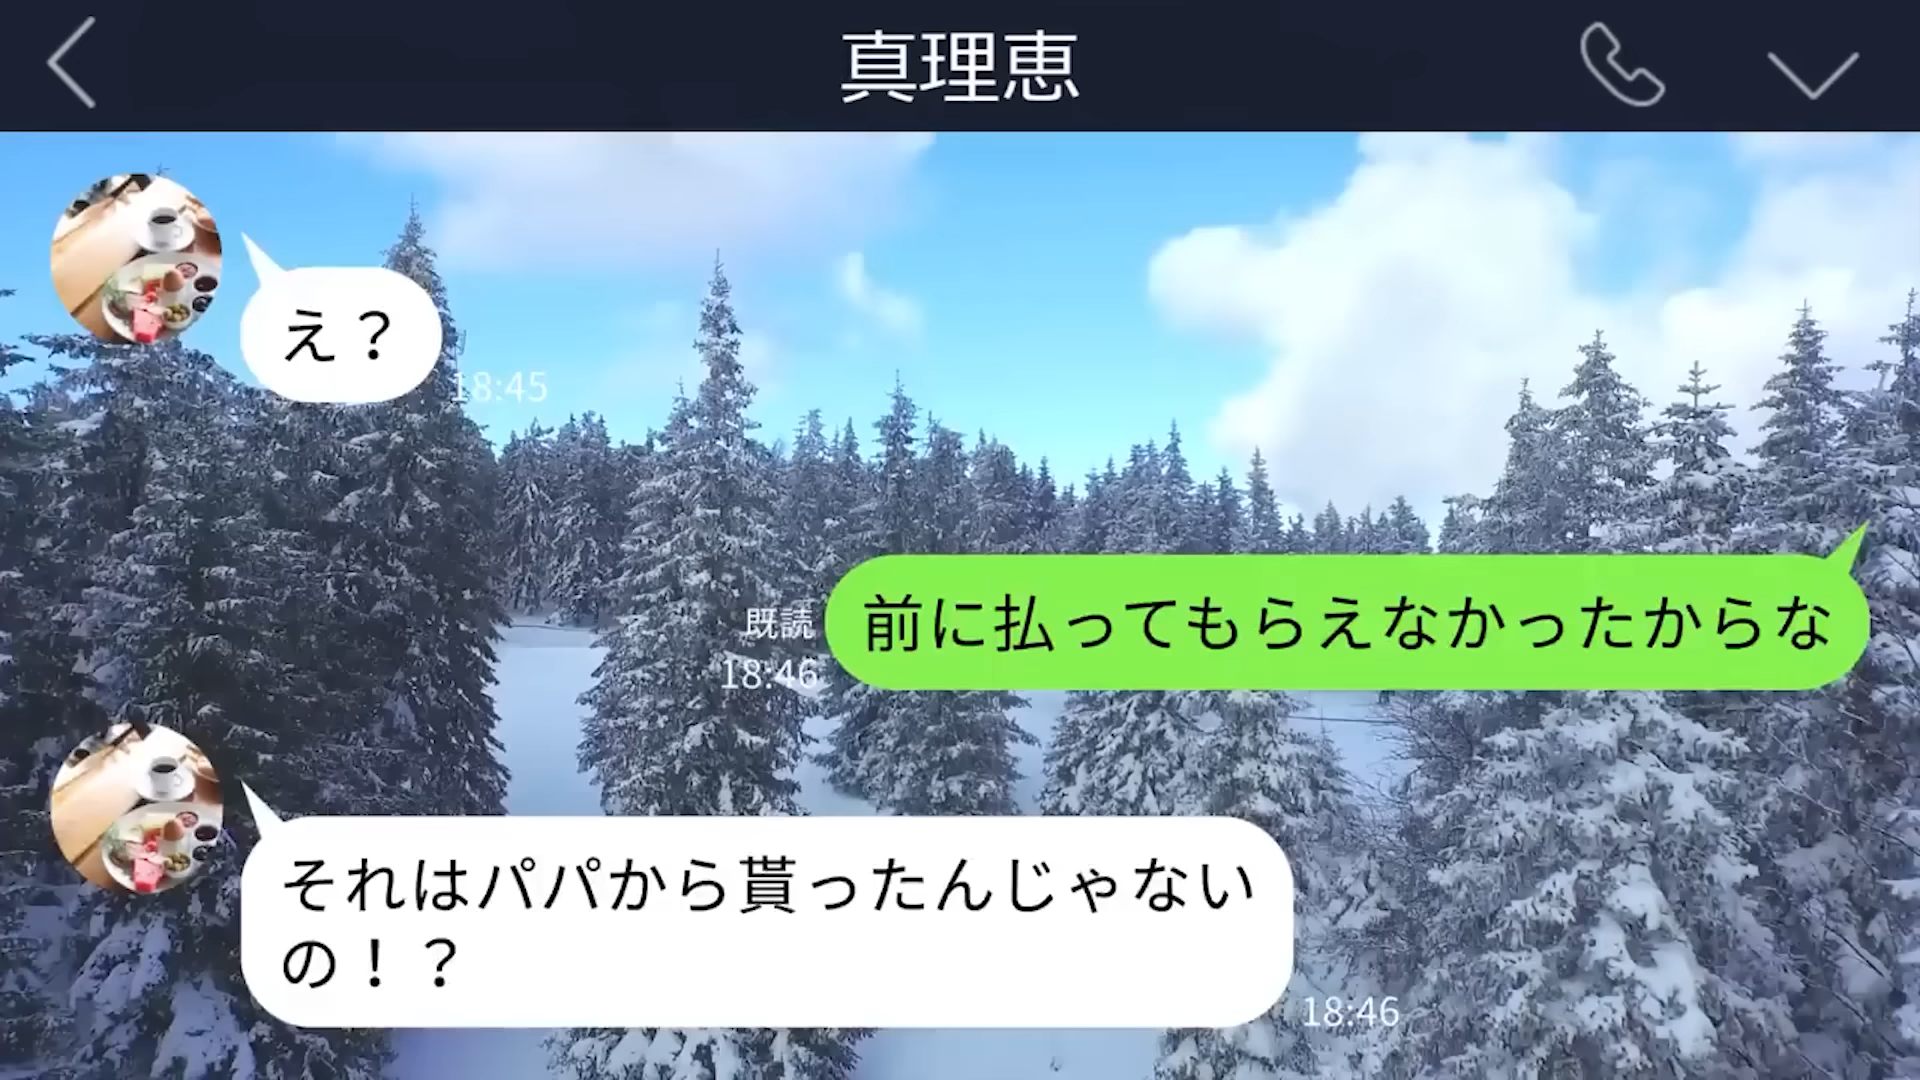 真理恵
え？
18:45
前に払ってもらえなかったからな
既読
18:46
それはパパから貰ったんじゃない
の！？
18:46